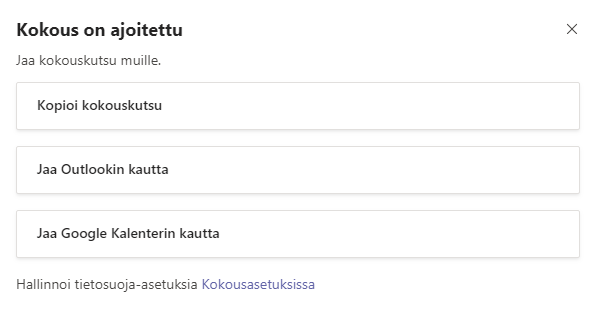 Kokous on ajoitettu
Jaa kokouskutsu muille.
Kopioi kokouskutsu
Jaa Outlookin kautta
Jaa Google Kalenterin kautta
Hallinnoi tietosuoja-asetuksia Kokousasetuksissa